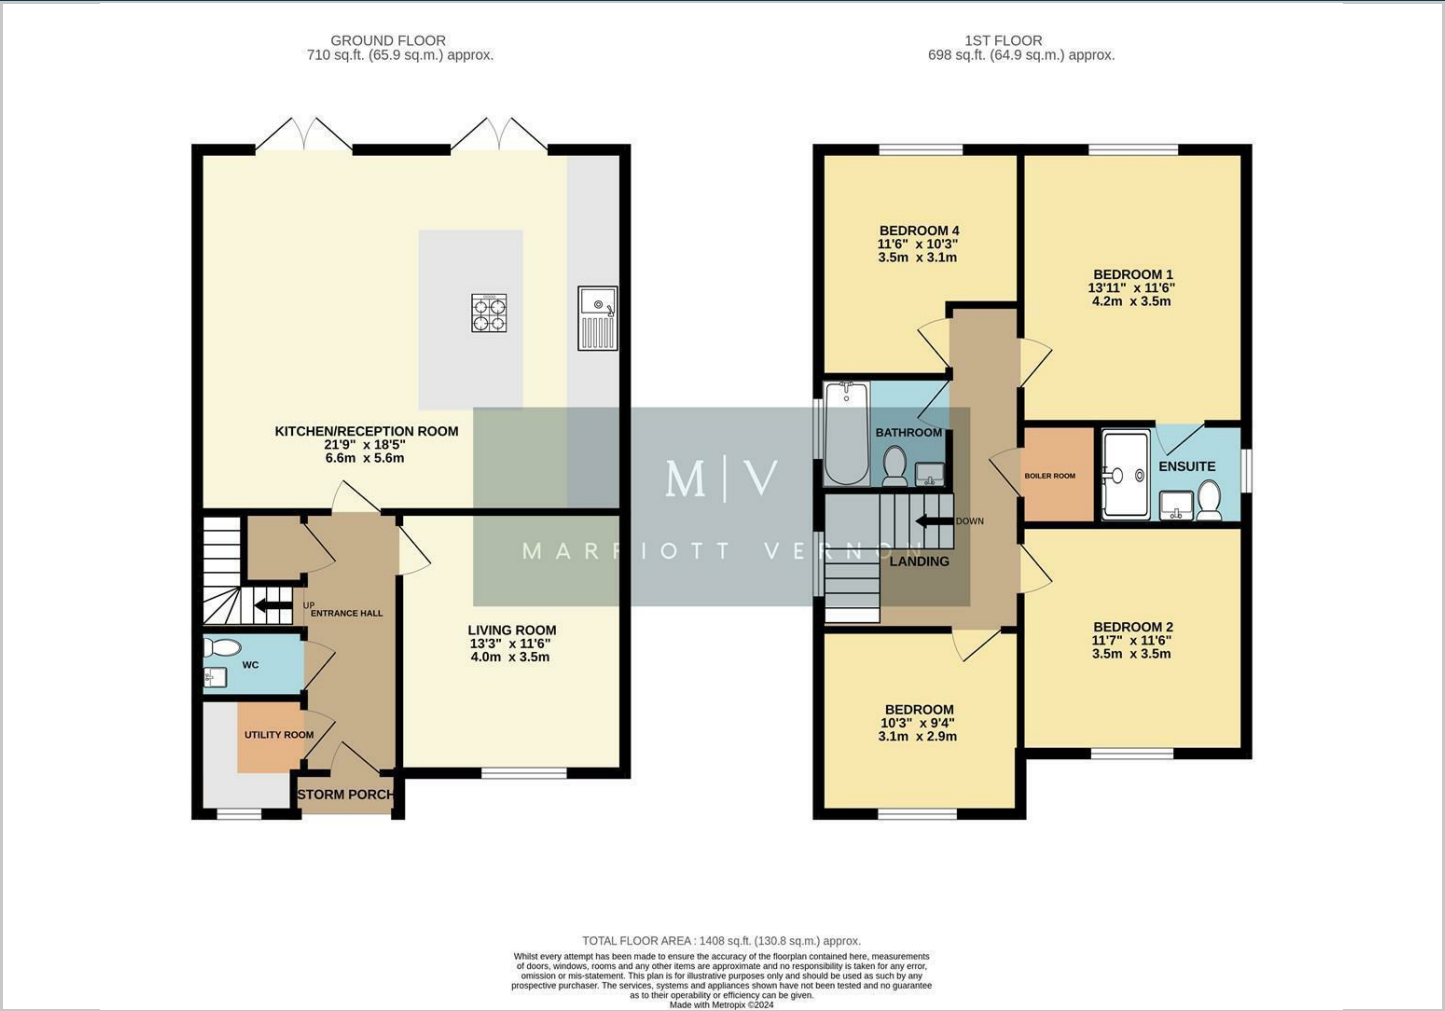 GROUND FLOOR
710 sq.ft. (65.9 sq.m.) approx.
1ST FLOOR
698 sq.ft. (64.9 sq.m.) approx.
KITCHEN/RECEPTION ROOM
21'9" x 18'5"
6.6m x 5.6m
UP
ENTRANCE HALL
LIVING ROOM
13'3" x 11'6"
4.0m x 3.5m
WC
UTILITY ROOM
STORM PORCH
BEDROOM 4
11'6" x 10'3"
3.5m x 3.1m
BEDROOM 1
13'11" x 11'6"
4.2m x 3.5m
BATHROOM
BOILER ROOM
ENSUITE
DOWN
LANDING
BEDROOM 2
11'7" x 11'6"
3.5m x 3.5m
BEDROOM
10'3" x 9'4"
3.1m x 2.9m
M|V
MARRIOTT VERNON
TOTAL FLOOR AREA : 1408 sq.ft. (130.8 sq.m.) approx.
Whilst every attempt has been made to ensure the accuracy of the floorplan contained here, measurements
of doors, windows, rooms and any other items are approximate and no responsibility is taken for any error,
omission or mis-statement. This plan is for illustrative purposes only and should be used as such by any
prospective purchaser. The services, systems and appliances shown have not been tested and no guarantee
as to their operability or efficiency can be given.
Made with Metropix ©2024